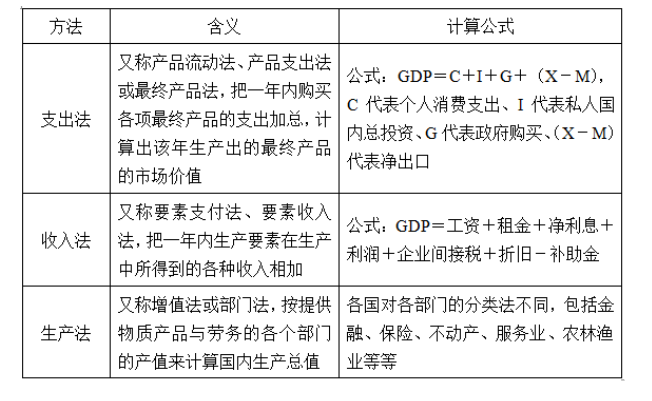 方法
含义
计算公式
支出法
又称产品流动法、产品支出法
或最终产品法，把一年内购买
各项最终产品的支出加总，计
算出该年生产出的最终产品
的市场价值
公式：GDP＝C＋I＋G＋（X－M），
C 代表个人消费支出、I 代表私人国
内总投资、G 代表政府购买、（X－M）
代表净出口
收入法
又称要素支付法、要素收入
法，把一年内生产要素在生产
中所得到的各种收入相加
公式：GDP＝工资＋租金＋净利息＋
利润＋企业间接税＋折旧－补助金
生产法
又称增值法或部门法，按提供
物质产品与劳务的各个部门
的产值来计算国内生产总值
各国对各部门的分类法不同，包括金
融、保险、不动产、服务业、农林渔
业等等